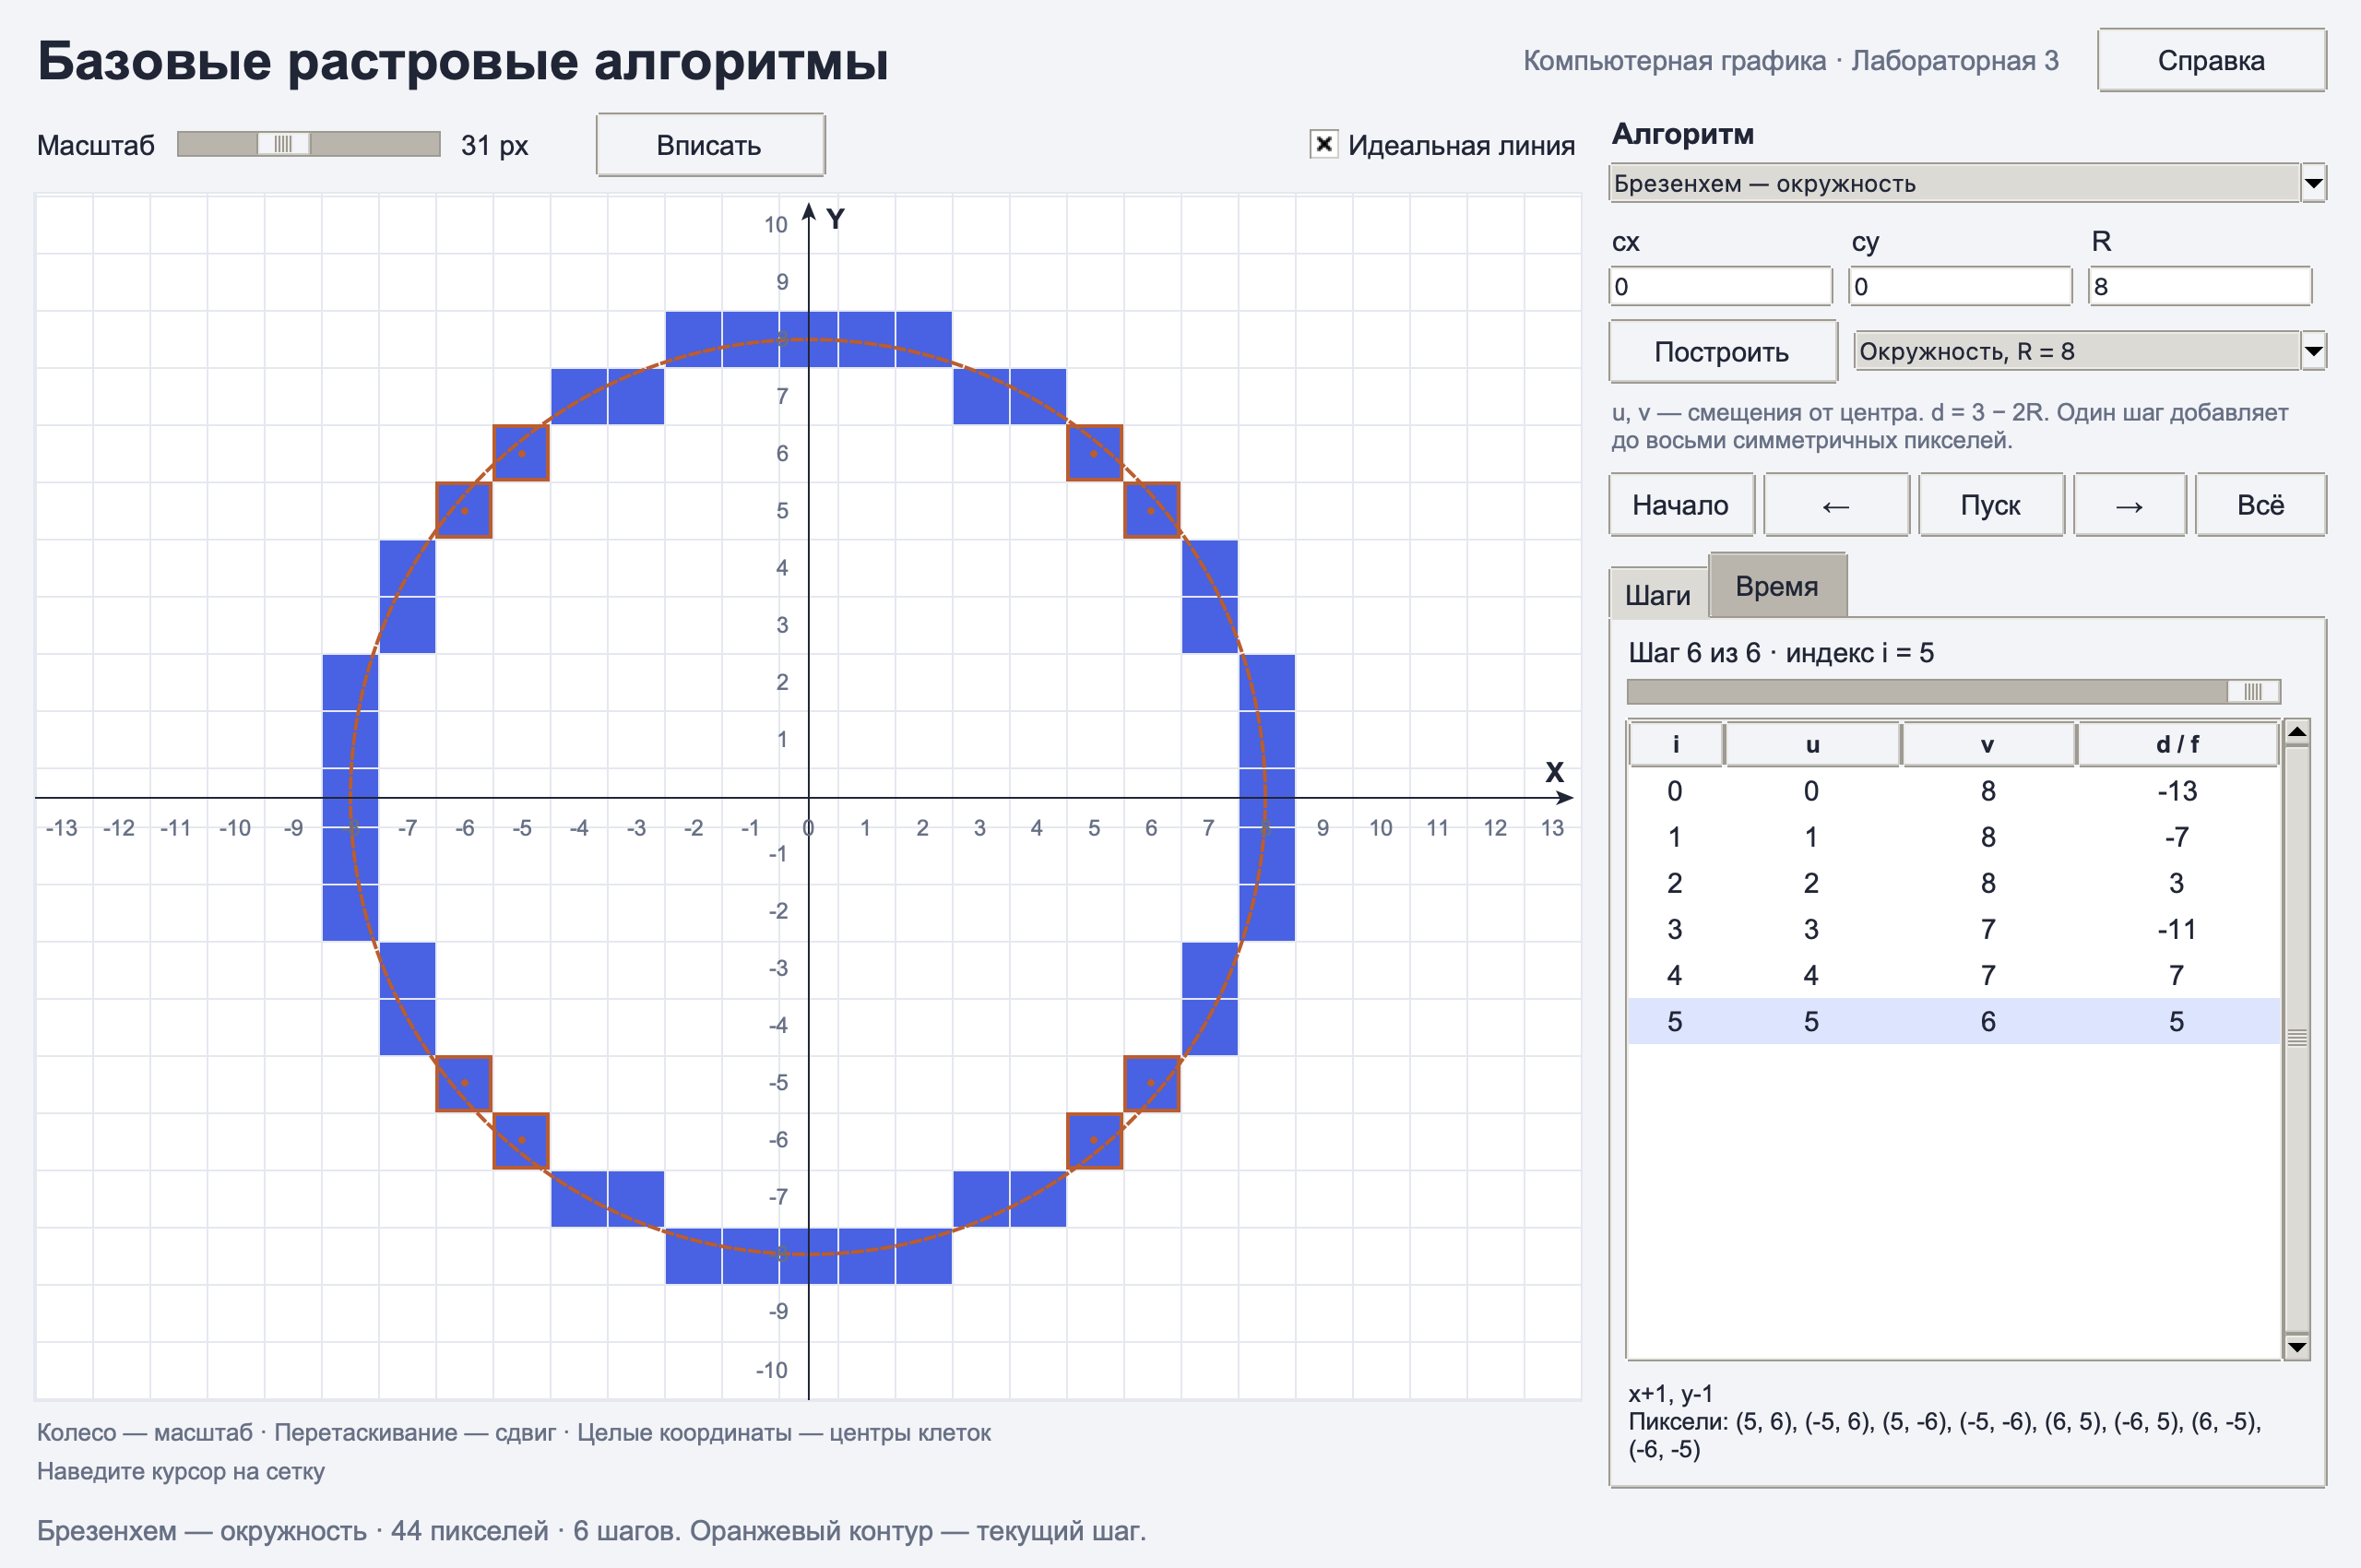 Базовые растровые алгоритмы
Компьютерная графика · Лабораторная 3
Справка
Масштаб
31 px
Вписать
Идеальная линия
Алгоритм
Брезенхем — окружность
cx
cy
R
0
0
8
Построить
Окружность, R = 8
u, v — смещения от центра. d = 3 − 2R. Один шаг добавляет
до восьми симметричных пикселей.
Начало
←
Пуск
→
Всё
Шаги
Время
Шаг 6 из 6 · индекс i = 5
i u v d / f
0 0 8 -13
1 1 8 -7
2 2 8 3
3 3 7 -11
4 4 7 7
5 5 6 5
x+1, y-1
Пиксели: (5, 6), (-5, 6), (5, -6), (-5, -6), (6, 5), (-6, 5), (6, -5),
(-6, -5)
Y
10
9
7
6
5
4
3
2
1
X
-13 -12 -11 -10 -9 -7 -6 -5 -4 -3 -2 -1 0 1 2 3 4 5 6 7 9 10 11 12 13
-1
-2
-3
-4
-5
-6
-7
-9
-10
Колесо — масштаб · Перетаскивание — сдвиг · Целые координаты — центры клеток
Наведите курсор на сетку
Брезенхем — окружность · 44 пикселей · 6 шагов. Оранжевый контур — текущий шаг.